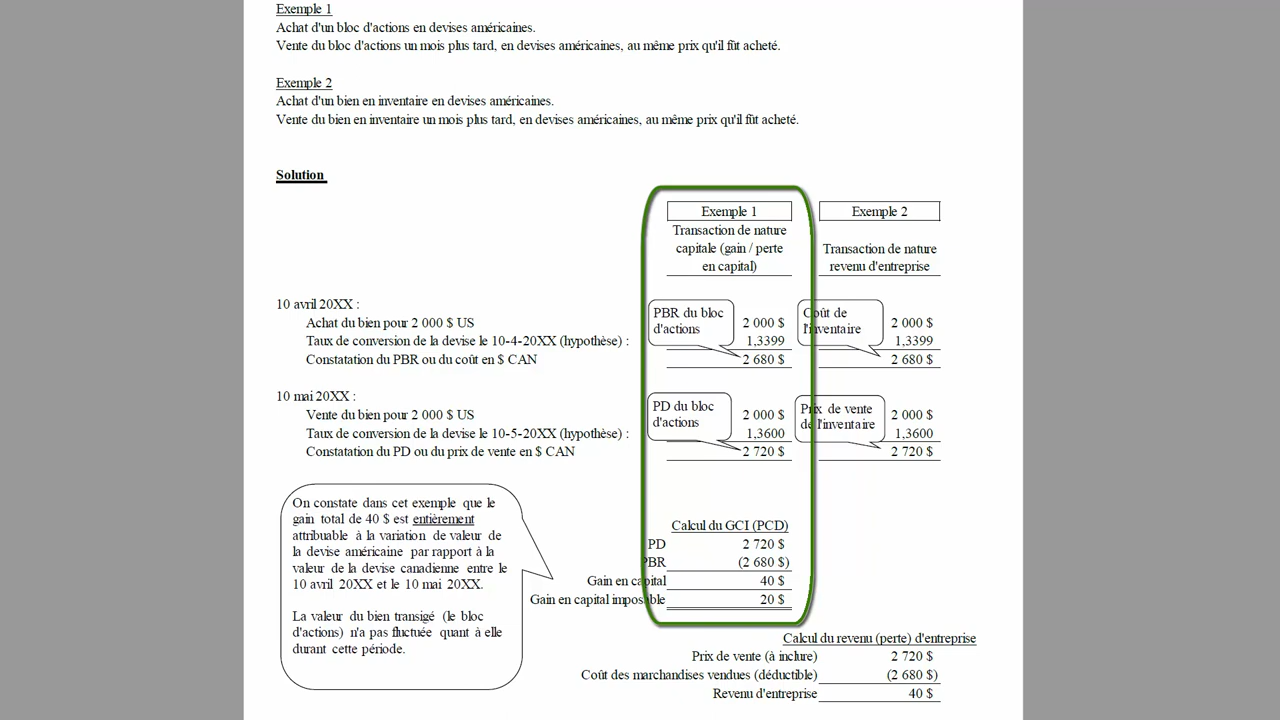 Exemple 1
Achat d'un bloc d'actions en devises américaines.
Vente du bloc d'actions un mois plus tard, en devises américaines, au même prix qu'il fût acheté.
Exemple 2
Achat d'un bien en inventaire en devises américaines.
Vente du bien en inventaire un mois plus tard, en devises américaines, au même prix qu'il fût acheté.
Solution
Exemple 1 Exemple 2
Transaction de nature
capitale (gain / perte
en capital)
Transaction de nature
revenu d'entreprise
10 avril 20XX :
PBR du bloc
d'actions
Coût de
l'inventaire
Achat du bien pour 2 000 $ US 2 000 $ 2 000 $
Taux de conversion de la devise le 10-4-20XX (hypothèse) : 1,3399 1,3399
Constatation du PBR ou du coût en $ CAN 2 680 $ 2 680 $
10 mai 20XX :
PD du bloc
d'actions
Prix de vente
de l'inventaire
Vente du bien pour 2 000 $ US 2 000 $ 2 000 $
Taux de conversion de la devise le 10-5-20XX (hypothèse) : 1,3600 1,3600
Constatation du PD ou du prix de vente en $ CAN 2 720 $ 2 720 $
On constate dans cet exemple que le
gain total de 40 $ est entièrement
attribuable à la variation de valeur de
la devise américaine par rapport à la
valeur de la devise canadienne entre le
10 avril 20XX et le 10 mai 20XX.
La valeur du bien transigé (le bloc
d'actions) n'a pas fluctuée quant à elle
durant cette période.
Calcul du GCI (PCD)
PD 2 720 $
PBR (2 680 $)
Gain en capital 40 $
Gain en capital imposable 20 $
Calcul du revenu (perte) d'entreprise
Prix de vente (à inclure) 2 720 $
Coût des marchandises vendues (déductible) (2 680 $)
Revenu d'entreprise 40 $